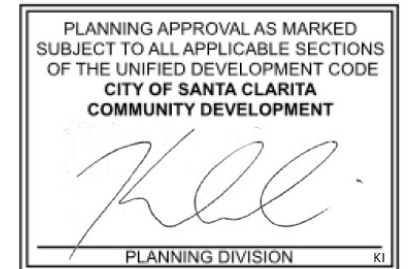 PLANNING APPROVAL AS MARKED
SUBJECT TO ALL APPLICABLE SECTIONS
OF THE UNIFIED DEVELOPMENT CODE
CITY OF SANTA CLARITA
COMMUNITY DEVELOPMENT
PLANNING DIVISION KI